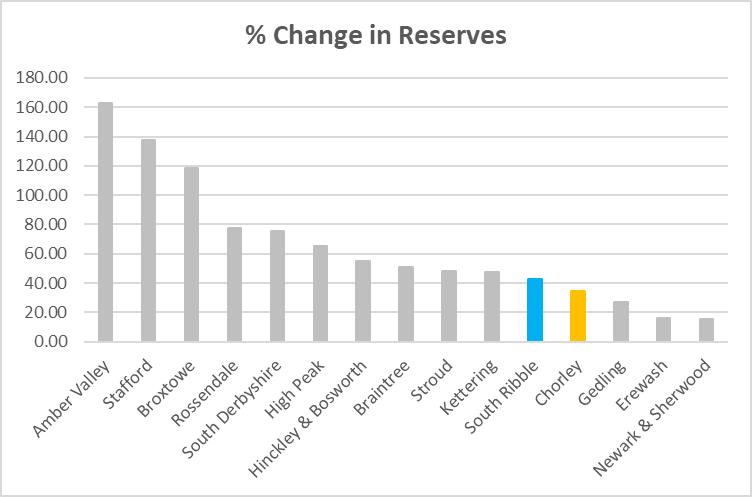 % Change in Reserves
180.00
160.00
140.00
120.00
100.00
80.00
60.00
40.00
20.00
0.00
Amber Valley
Stafford
Broxtowe
Rossendale
South Derbyshire
High Peak
Hinckley & Bosworth
Braintree
Stroud
Kettering
South Ribble
Chorley
Gedling
Erewash
Newark & Sherwood